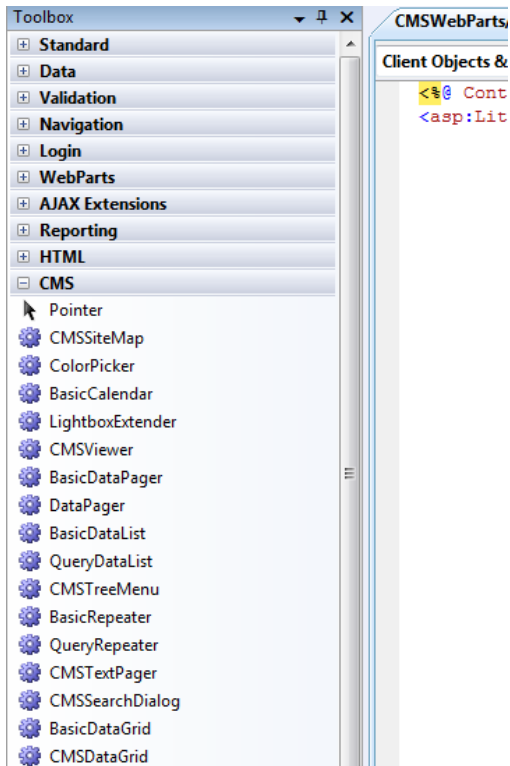 Toolbox
Standard
Data
Validation
Navigation
Login
WebParts
AJAX Extensions
Reporting
HTML
CMS
Pointer
CMSSiteMap
ColorPicker
BasicCalendar
LightboxExtender
CMSViewer
BasicDataPager
DataPager
BasicDataList
QueryDataList
CMSTreeMenu
BasicRepeater
QueryRepeater
CMSTextPager
CMSSearchDialog
BasicDataGrid
CMSDataGrid
CMSWebParts/
Client Objects &
<%@ Cont
<asp:Lit